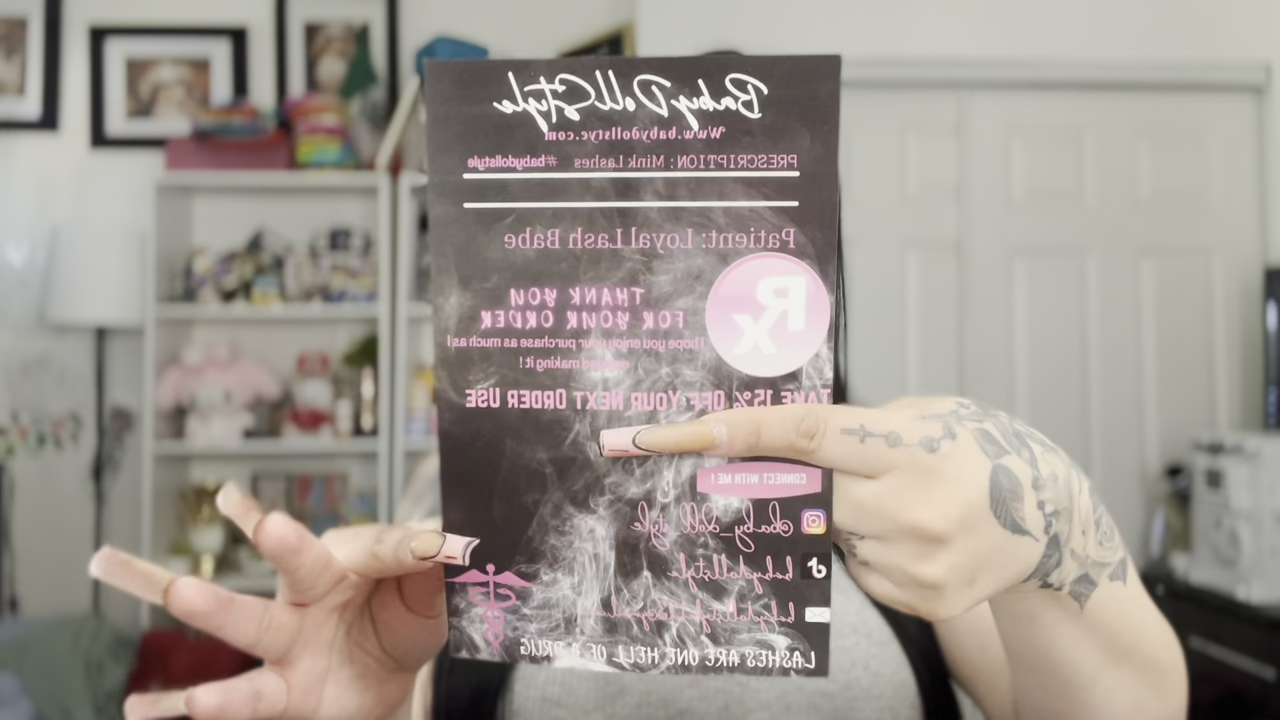 BabyDollStyle
Www.babydollstye.com
PRESCRIPTION: Mink Lashes #babydollstyle
Patient: Loyal Lash Babe
Rx
THANK YOU
FOR YOUR ORDER
I hope you enjoy your purchase as much as I
making it !
TAKE 15% OFF YOUR NEXT ORDER USE
CONNECT WITH ME !
@baby_doll style
babydollstyle
LASHES ARE ONE HELL OF A DRUG